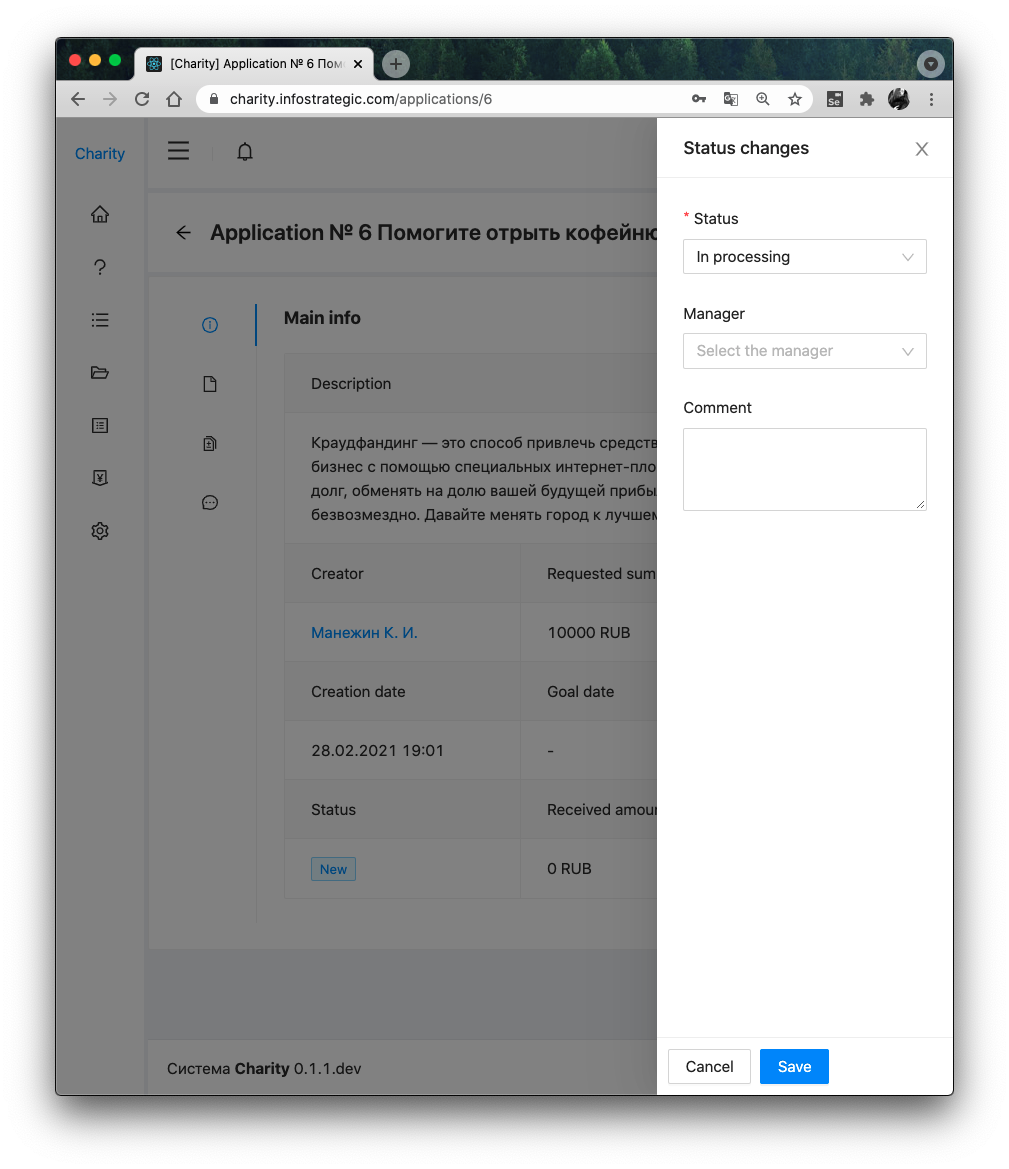 [Charity] Application № 6 Пом
charity.infostrategic.com/applications/6
Se
Charity
Application № 6 Помогите отрыть кофейню
Main info
Description
Краудфандинг — это способ привлечь средств
бизнес с помощью специальных интернет-пло
долг, обменять на долю вашей будущей прибы
безвозмездно. Давайте менять город к лучшем
Creator
Requested sum
Манежин К. И.
10000 RUB
Creation date
Goal date
28.02.2021 19:01
-
Status
Received amou
New
0 RUB
Система Charity 0.1.1.dev
Status changes
* Status
In processing
Manager
Select the manager
Comment
Cancel
Save